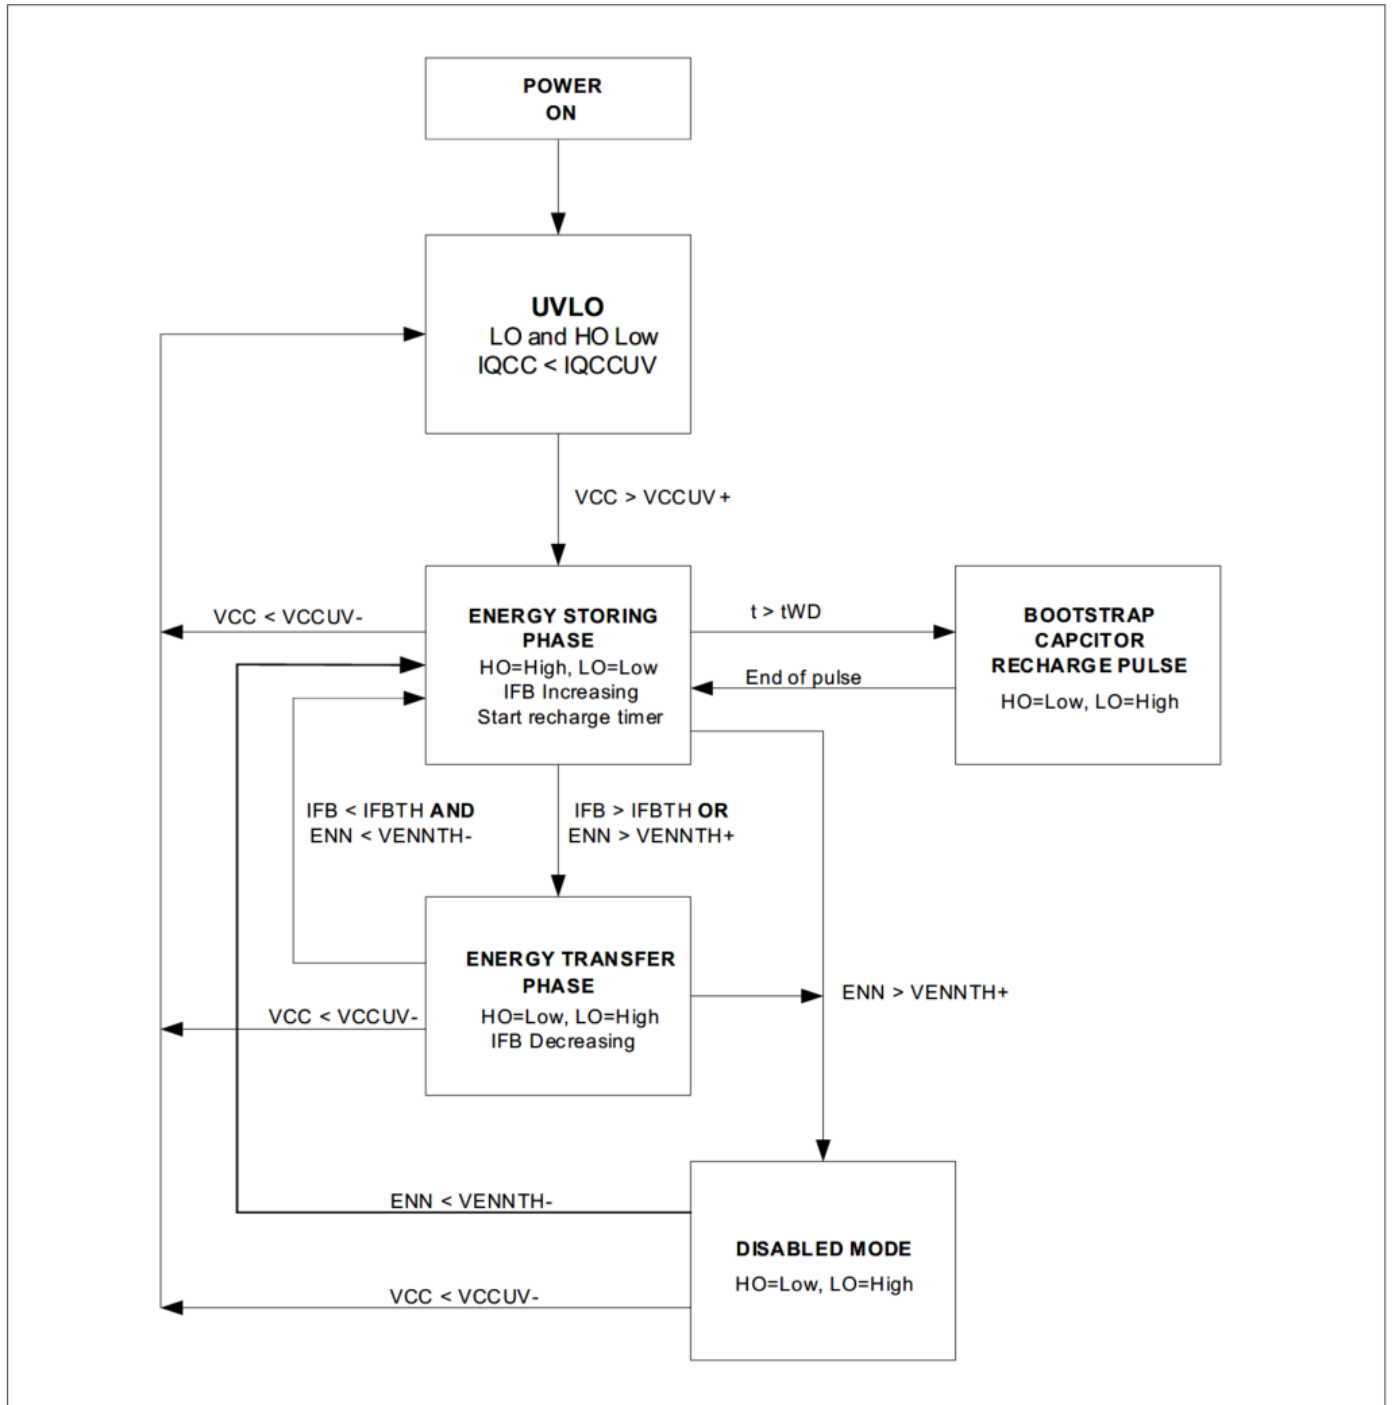 POWER
ON
UVLO
LO and HO Low
IQCC < IQCCUV
VCC > VCCUV +
VCC < VCCUV-
ENERGY STORING
PHASE
HO=High, LO=Low
IFB Increasing
Start recharge timer
t > tWD
End of pulse
BOOTSTRAP
CAPCITOR
RECHARGE PULSE
HO=Low, LO=High
IFB < IFBTH AND
ENN < VENNTH-
IFB > IFBTH OR
ENN > VENNTH+
ENERGY TRANSFER
PHASE
HO=Low, LO=High
IFB Decreasing
VCC < VCCUV-
ENN > VENNTH+
ENN < VENNTH-
DISABLED MODE
HO=Low, LO=High
VCC < VCCUV-